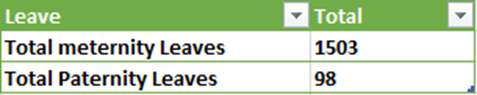 Leave Total
Total meternity Leaves 1503
Total Paternity Leaves 98